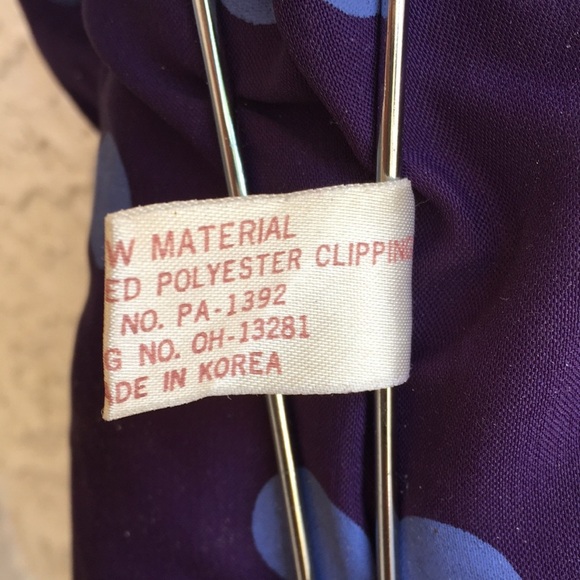 W MATERIAL
ED POLYESTER CLIPPING
NO. PA-1392
G NO. OH-13281
ADE IN KOREA